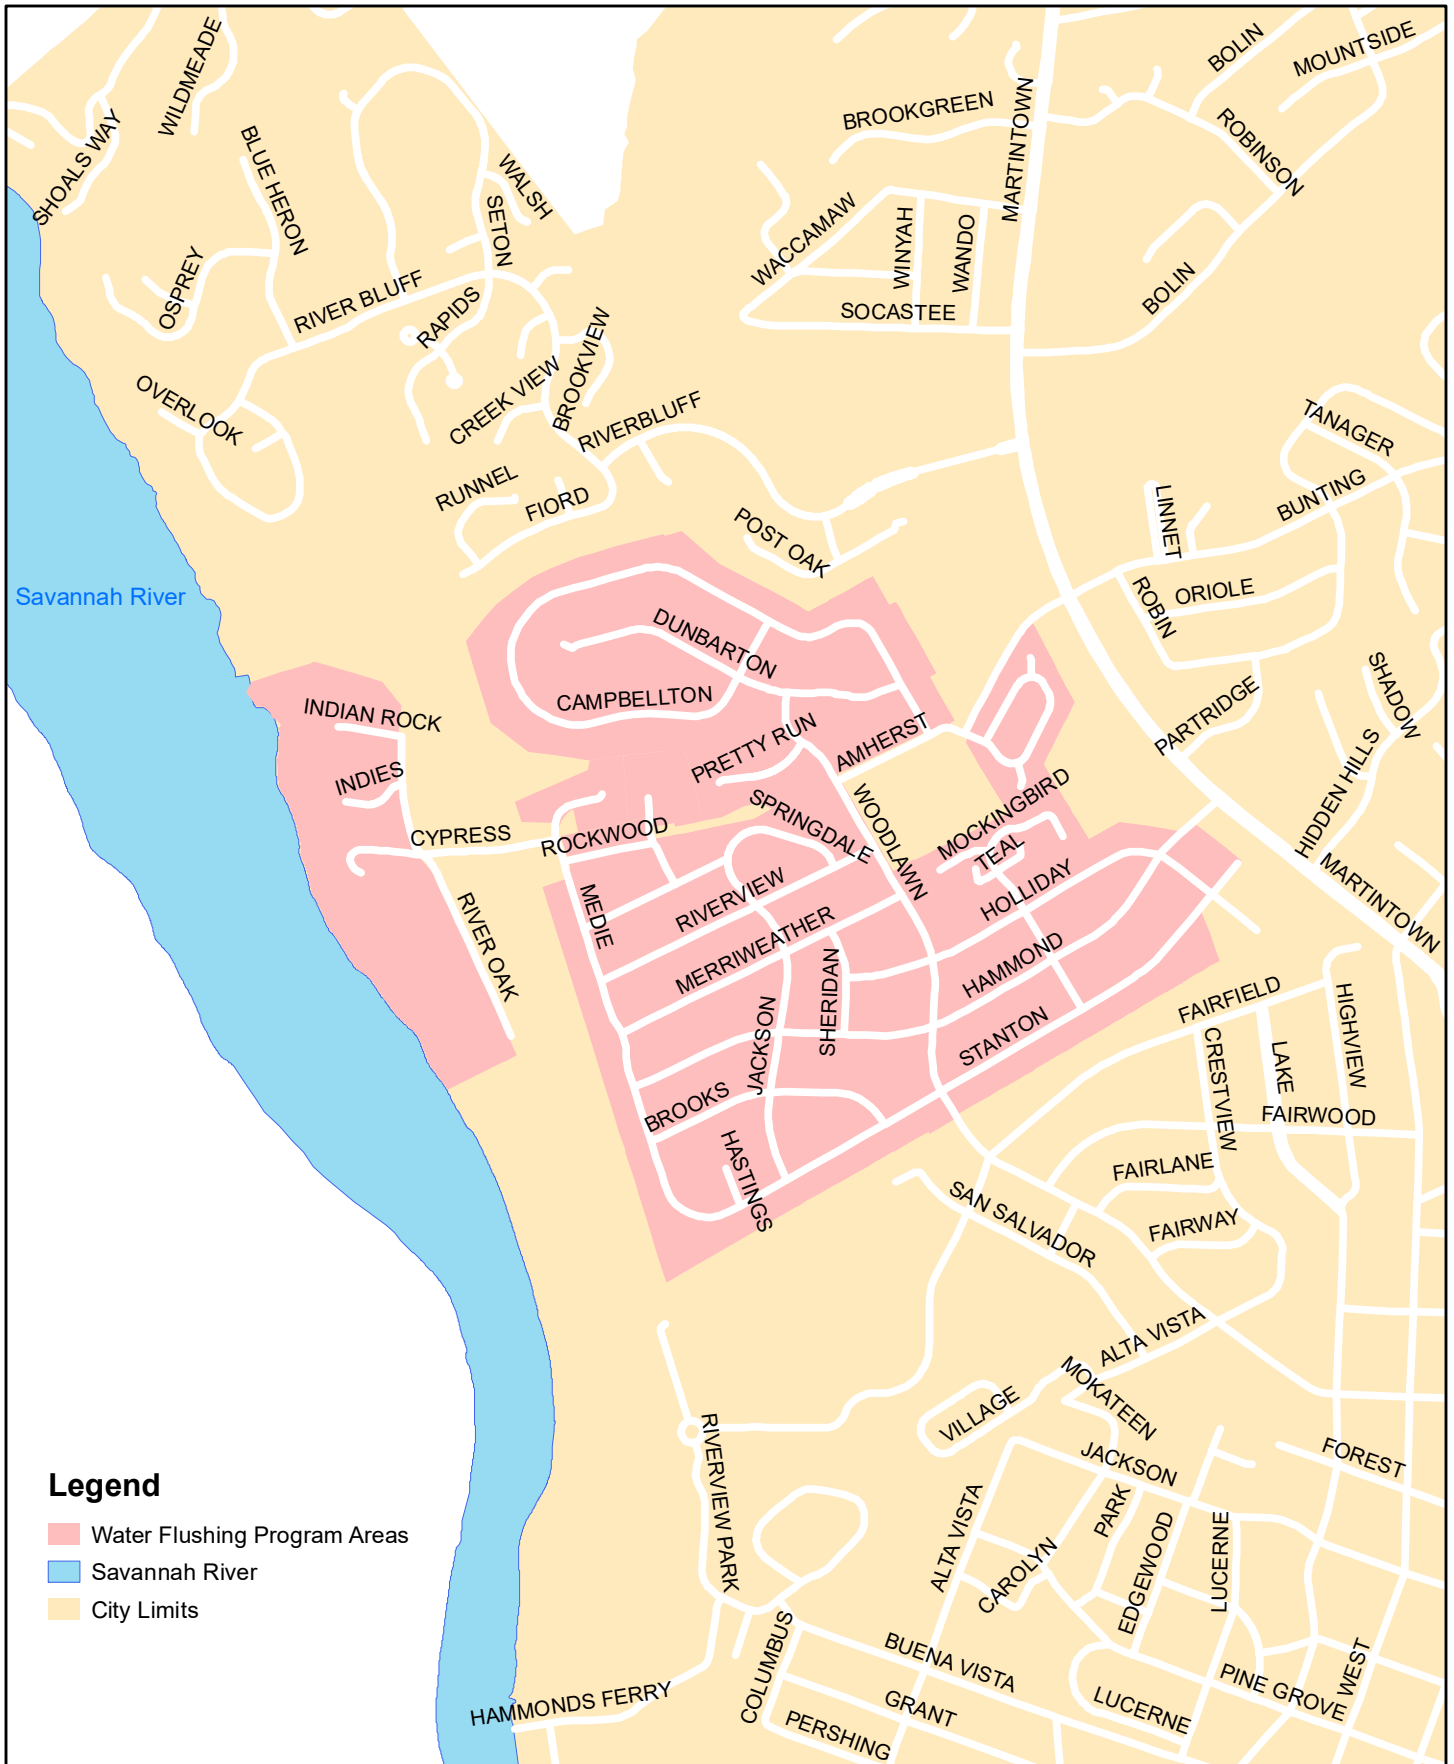 WILDMEADE
SHOALS WAY
BLUE HERON
WALSH
SETON
OSPREY
RIVER BLUFF
RAPIDS
OVERLOOK
CREEK VIEW
BROOKVIEW
RIVERBLUFF
RUNNEL
FIORD
POST OAK
BROOKGREEN
MARTINTOWN
BOLIN
MOUNTSIDE
ROBINSON
WACCAMAW
WINYAH
WANDO
SOCASTEE
BOLIN
TANAGER
BUNTING
LINNET
ORIOLE
ROBIN
PARTRIDGE
SHADOW
HIDDEN HILLS
MARTINTOWN
Savannah River
DUNBARTON
CAMPBELLTON
INDIAN ROCK
INDIES
PRETTY RUN
AMHERST
CYPRESS
ROCKWOOD
SPRINGDALE
WOODLAWN
MOCKINGBIRD
TEAL
HOLLIDAY
RIVER OAK
MEDIE
RIVERVIEW
MERRIWEATHER
SHERIDAN
HAMMOND
STANTON
JACKSON
BROOKS
HASTINGS
FAIRFIELD
CRESTVIEW
LAKE
HIGHVIEW
FAIRWOOD
FAIRLANE
FAIRWAY
SAN SALVADOR
ALTA VISTA
MOKATEEN
VILLAGE
JACKSON
FOREST
RIVERVIEW PARK
ALTA VISTA
PARK
CAROLYN
EDGEWOOD
LUCERNE
COLUMBUS
BUENA VISTA
HAMMONDS FERRY
GRANT
PERSHING
LUCERNE
PINE GROVE
WEST
Legend
Water Flushing Program Areas
Savannah River
City Limits